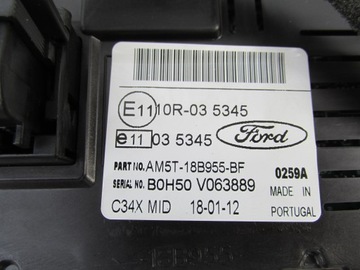 E11 10R-03 5345
e11 03 5345 Ford
PART NO. AM5T-18B955-BF 0259A
SERIAL NO. B0H50 V063889 MADE IN
C34X MID 18-01-12 PORTUGAL